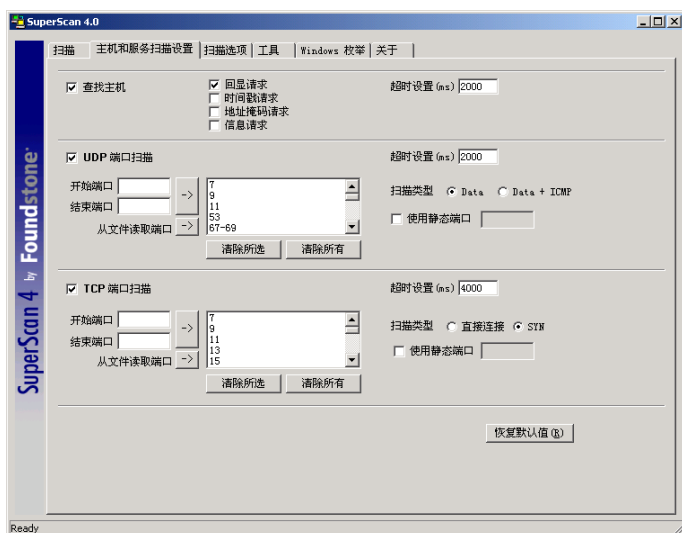 SuperScan 4.0
扫描 主机和服务扫描设置 扫描选项 工具 Windows 枚举 关于
查找主机
回显请求
时间戳请求
地址掩码请求
信息请求
超时设置(ms) 2000
UDP 端口扫描
超时设置(ms) 2000
开始端口
结束端口
->
从文件读取端口 ->
7
9
11
53
67-69
清除所选 清除所有
扫描类型 Data Data + ICMP
使用静态端口
TCP 端口扫描
超时设置(ms) 4000
开始端口
结束端口
->
从文件读取端口 ->
7
9
11
13
15
清除所选 清除所有
扫描类型 直接连接 SYN
使用静态端口
恢复默认值(R)
SuperScan 4 by Foundstone
Ready